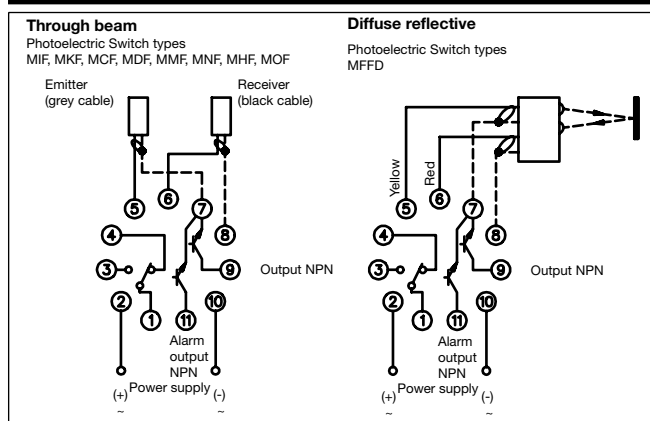 Through beam
Photoelectric Switch types
MIF, MKF, MCF, MDF, MMF, MNF, MHF, MOF
Emitter
(grey cable)
Receiver
(black cable)
5
6
7
8
4
3
9
Output NPN
2
10
1
11
Alarm
output
NPN
(+) Power supply (-)
~ ~
Diffuse reflective
Photoelectric Switch types
MFFD
Yellow
Red
5
6
7
8
4
3
9
Output NPN
2
10
1
11
Alarm
output
NPN
(+) Power supply (-)
~ ~